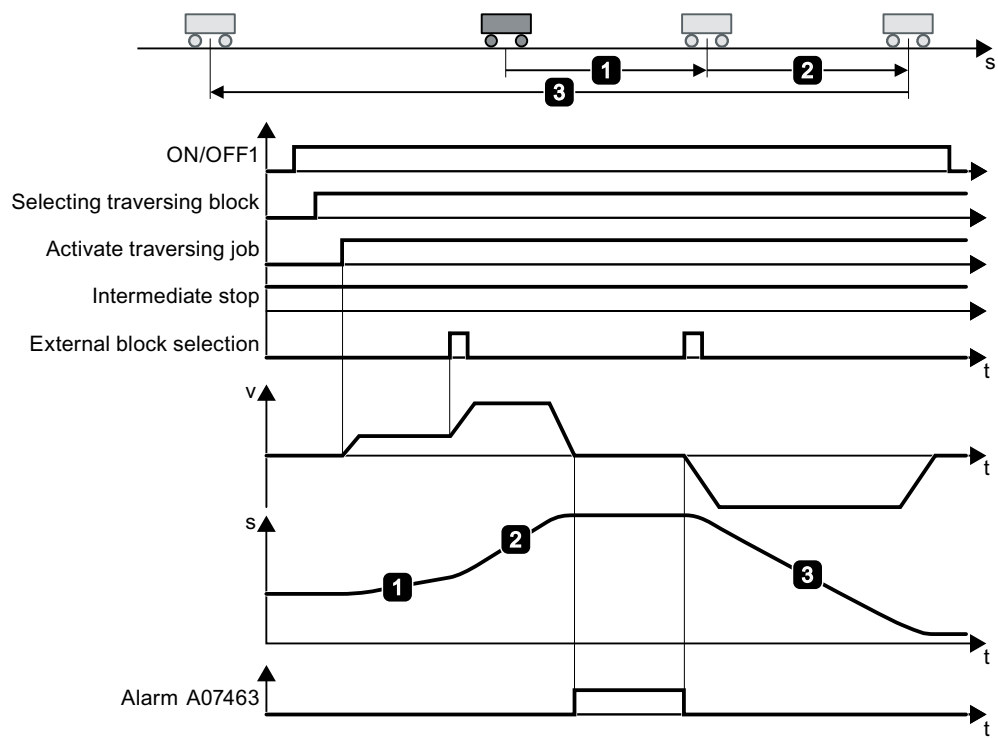 s
1
2
3
ON/OFF1
Selecting traversing block
Activate traversing job
Intermediate stop
External block selection
t
v
t
s
1
2
3
t
Alarm A07463
t